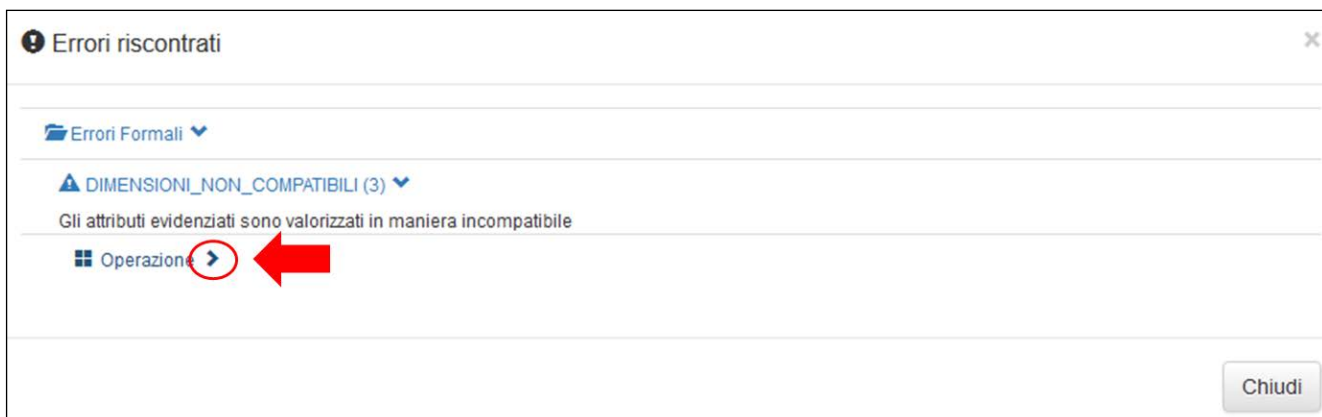 Errori riscontrati
Errori Formali
DIMENSIONI_NON_COMPATIBILI (3)
Gli attributi evidenziati sono valorizzati in maniera incompatibile
Operazione
Chiudi